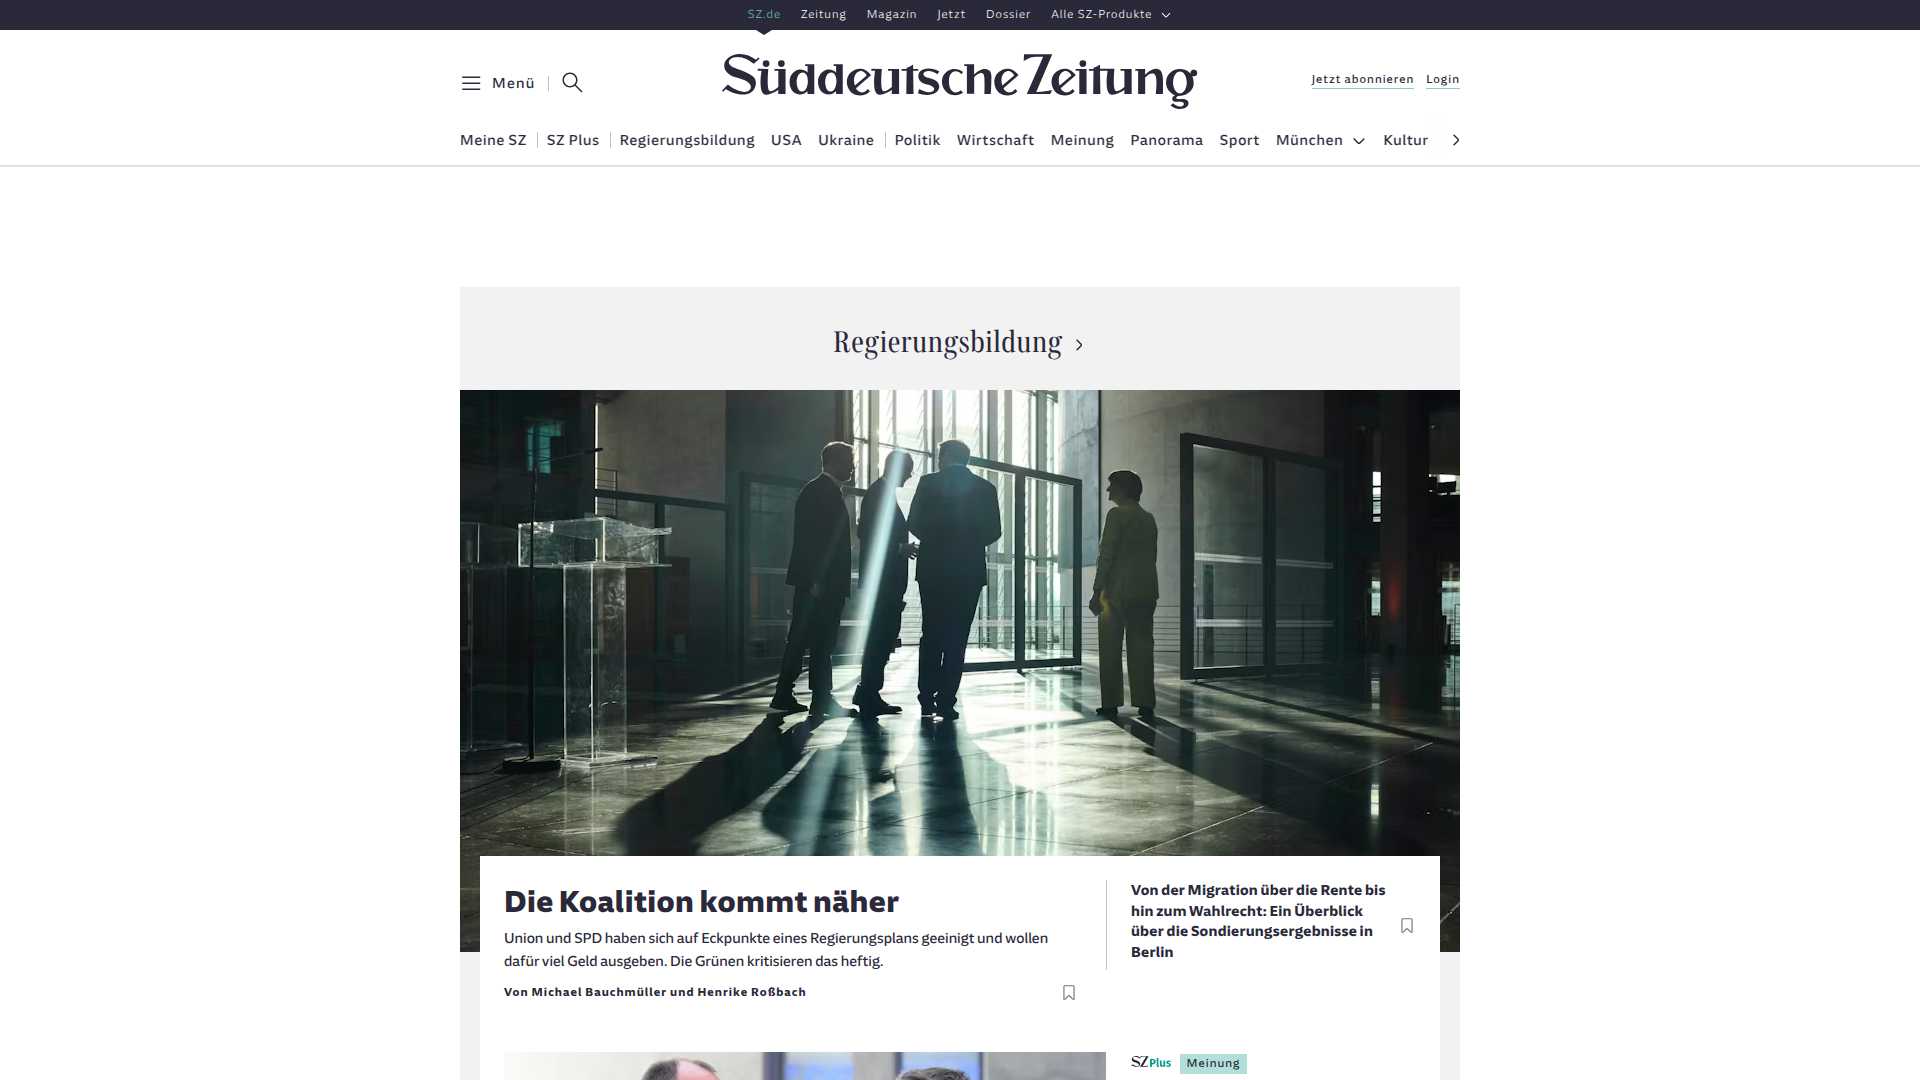 SZ.de Zeitung Magazin Jetzt Dossier Alle SZ-Produkte
Menü
Süddeutsche Zeitung
Jetzt abonnieren Login
Meine SZ SZ Plus Regierungsbildung USA Ukraine Politik Wirtschaft Meinung Panorama Sport München Kultur
Regierungsbildung
Die Koalition kommt näher
Union und SPD haben sich auf Eckpunkte eines Regierungsplans geeinigt und wollen
dafür viel Geld ausgeben. Die Grünen kritisieren das heftig.
Von Michael Bauchmüller und Henrike Roßbach
Von der Migration über die Rente bis
hin zum Wahlrecht: Ein Überblick
über die Sondierungsergebnisse in
Berlin
SZ Plus Meinung